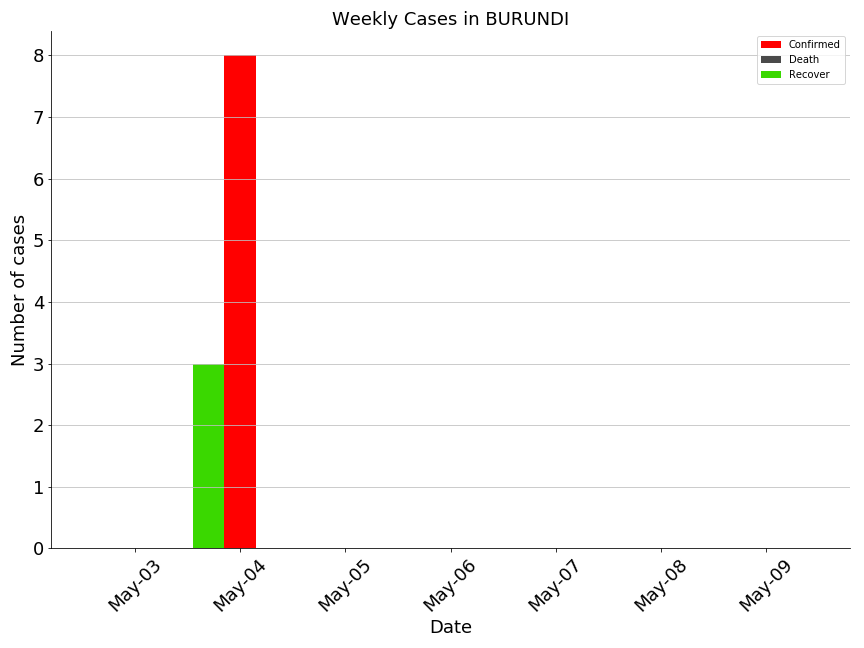 Weekly Cases in BURUNDI
Confirmed
Death
Recover
Number of cases
8
7
6
5
4
3
2
1
0
May-03
May-04
May-05
May-06
May-07
May-08
May-09
Date